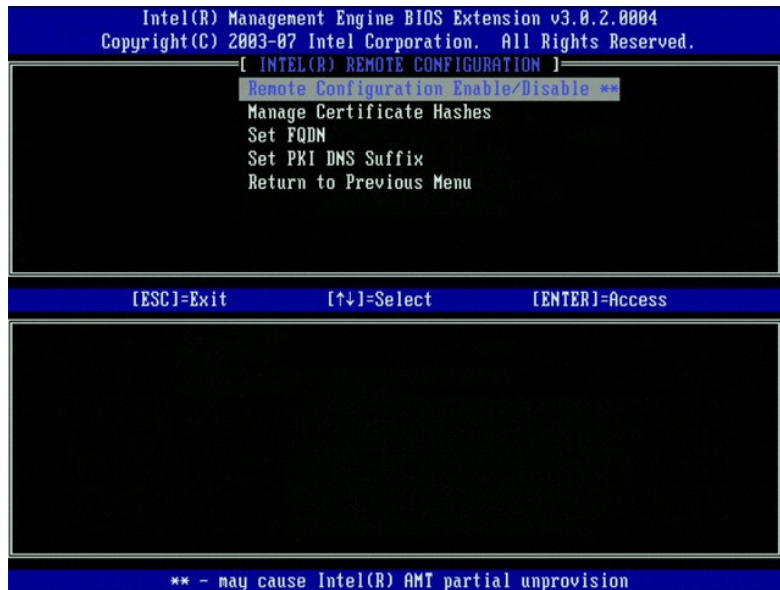 Intel(R) Management Engine BIOS Extension v3.0.2.0004
Copyright(C) 2003-07 Intel Corporation. All Rights Reserved.
[ INTEL(R) REMOTE CONFIGURATION ]
Remote Configuration Enable/Disable **
Manage Certificate Hashes
Set FQDN
Set PKI DNS Suffix
Return to Previous Menu
[ESC]=Exit [↑↓]=Select [ENTER]=Access
** - may cause Intel(R) AMT partial unprovision